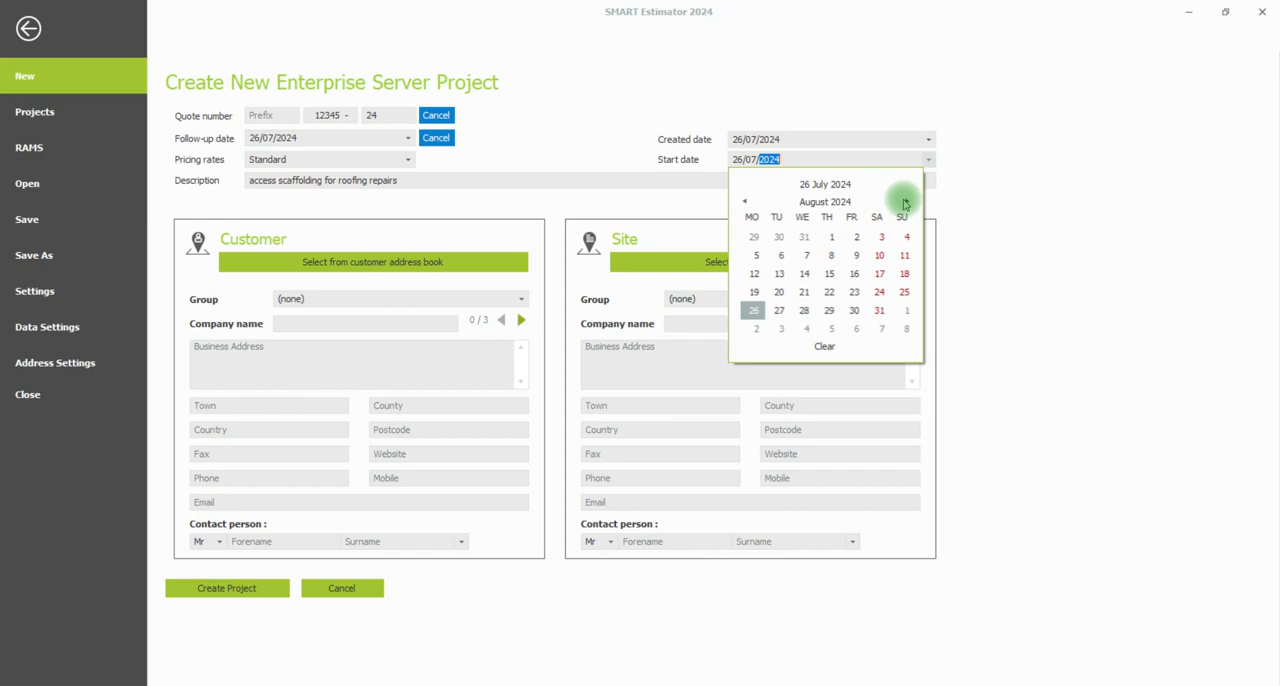 SMART Estimator 2024
New
Projects
RAMS
Open
Save
Save As
Settings
Data Settings
Address Settings
Close
Create New Enterprise Server Project
Quote number Prefix 12345 - 24 Cancel
Follow-up date 26/07/2024 Cancel
Pricing rates Standard
Description access scaffolding for roofing repairs
Created date 26/07/2024
Start date 26/07/2024
26 July 2024
August 2024
MO TU WE TH FR SA SU
29 30 31 1 2 3 4
5 6 7 8 9 10 11
12 13 14 15 16 17 18
19 20 21 22 23 24 25
26 27 28 29 30 31 1
2 3 4 5 6 7 8
Clear
Customer
Select from customer address book
Group (none)
Company name 0 / 3
Business Address
Town County
Country Postcode
Fax Website
Phone Mobile
Email
Contact person :
Mr Forename Surname
Site
Selec
Group (none)
Company name
Business Address
Town County
Country Postcode
Fax Website
Phone Mobile
Email
Contact person :
Mr Forename Surname
Create Project Cancel